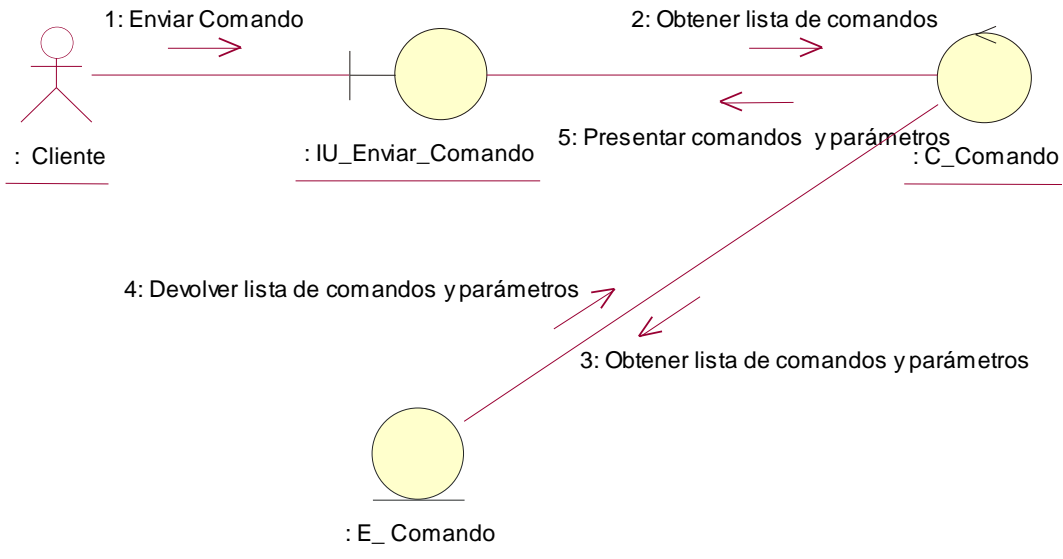 1: Enviar Comando
2: Obtener lista de comandos
5: Presentar comandos y parámetros
: Cliente
: IU_Enviar_Comando
: C_Comando
4: Devolver lista de comandos y parámetros
3: Obtener lista de comandos y parámetros
: E_ Comando